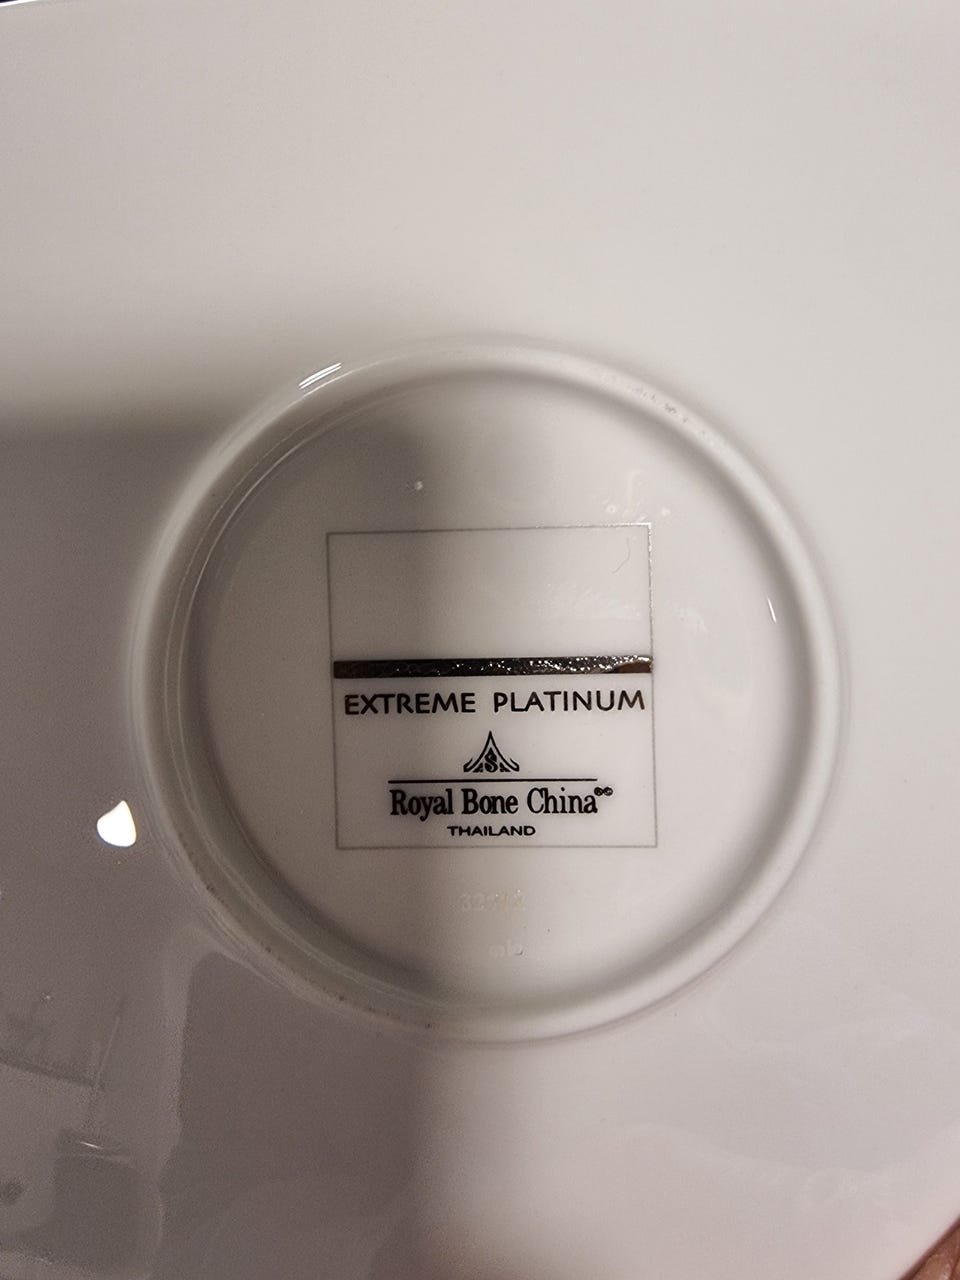 EXTREME PLATINUM
Royal Bone China
THAILAND